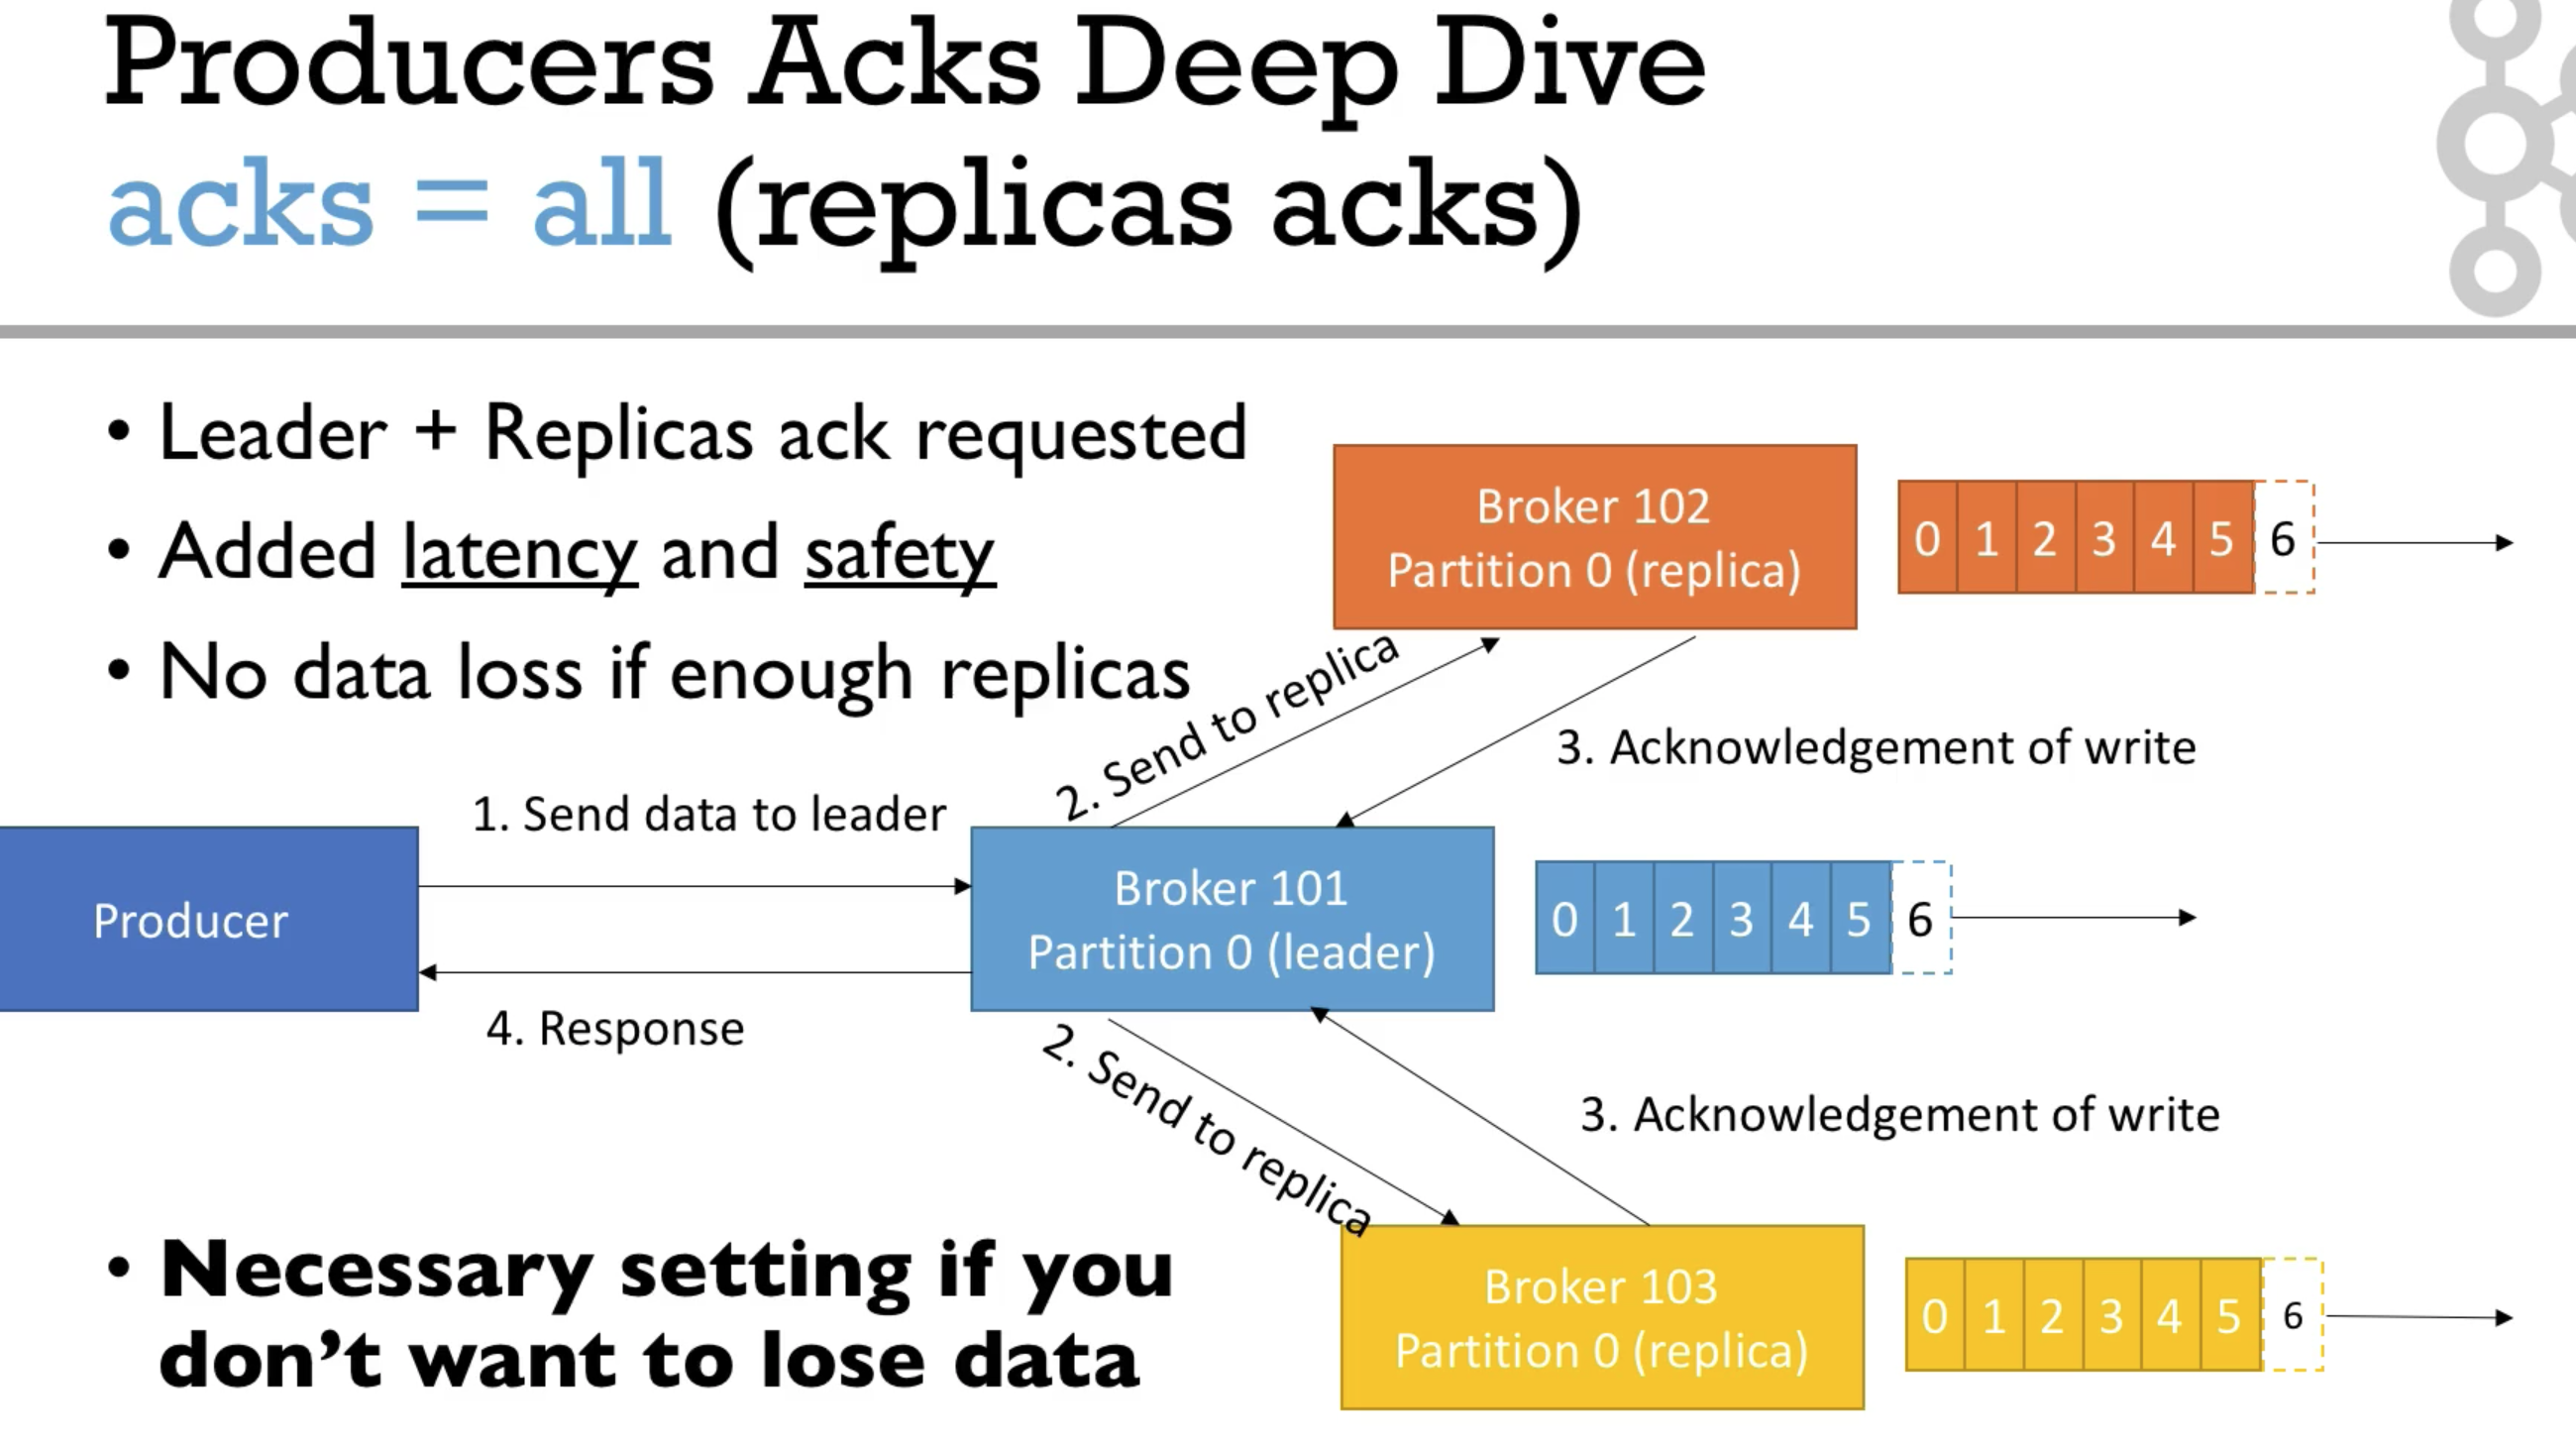 Producers Acks Deep Dive
acks = all (replicas acks)
• Leader + Replicas ack requested
• Added latency and safety
• No data loss if enough replicas
Broker 102
Partition 0 (replica)
0 1 2 3 4 5 6
2. Send to replica
3. Acknowledgement of write
1. Send data to leader
Producer
Broker 101
Partition 0 (leader)
0 1 2 3 4 5 6
4. Response
2. Send to replica
3. Acknowledgement of write
• Necessary setting if you
don’t want to lose data
Broker 103
Partition 0 (replica)
0 1 2 3 4 5 6